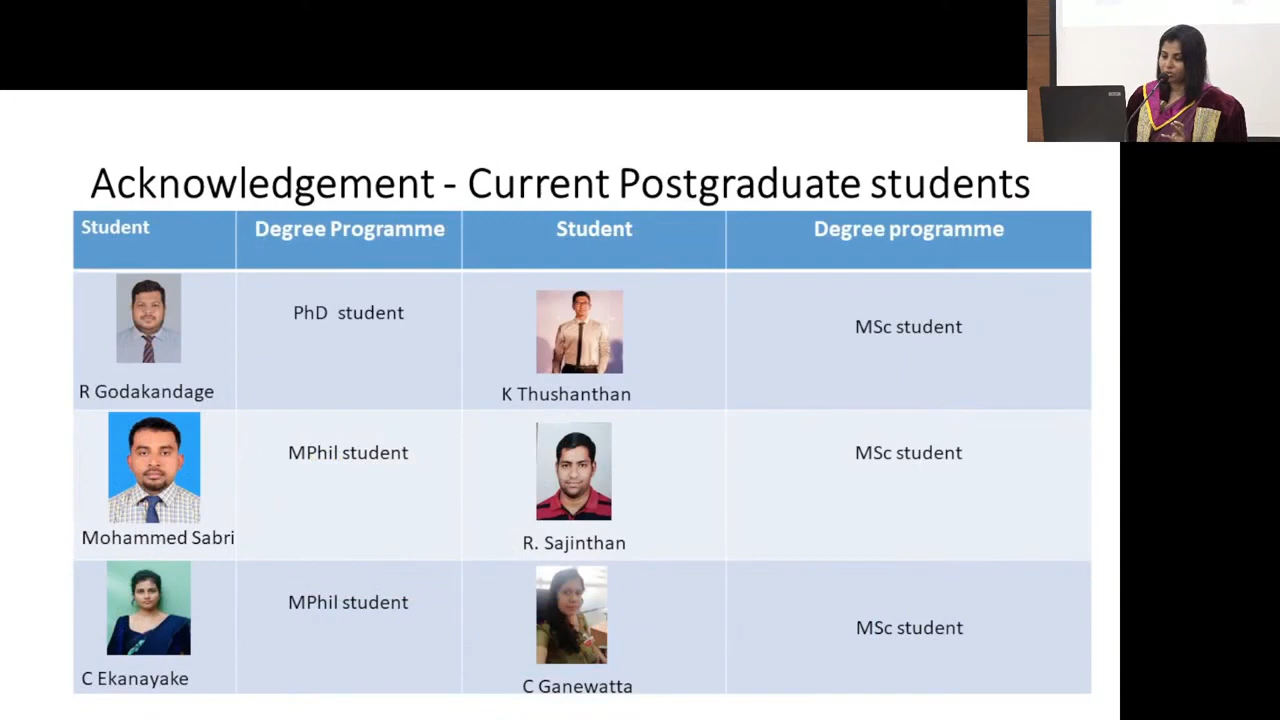 Acknowledgement - Current Postgraduate students
Student Degree Programme Student Degree programme
PhD student MSc student
R Godakandage K Thushanthan
MPhil student MSc student
Mohammed Sabri R. Sajinthan
MPhil student MSc student
C Ekanayake C Ganewatta